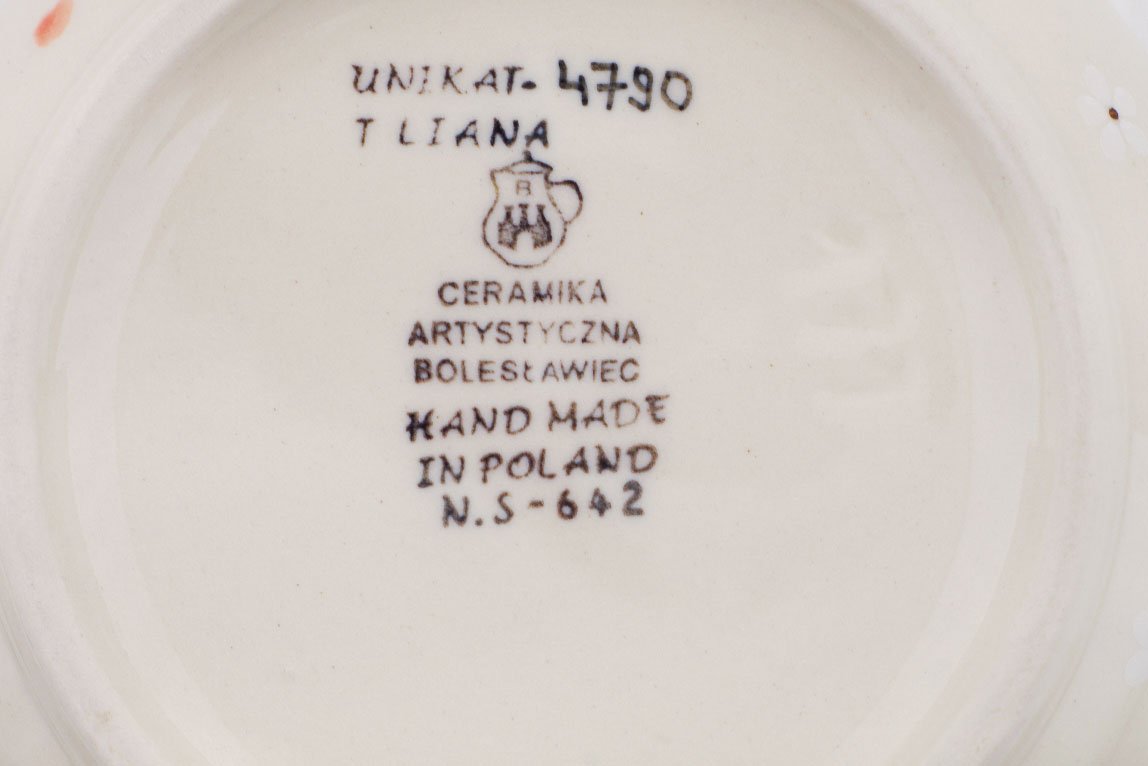 UNIKAT- 4790
T LIANA
B
CERAMIKA
ARTYSTYCZNA
BOLESŁAWIEC
HAND MADE
IN POLAND
N.S-642